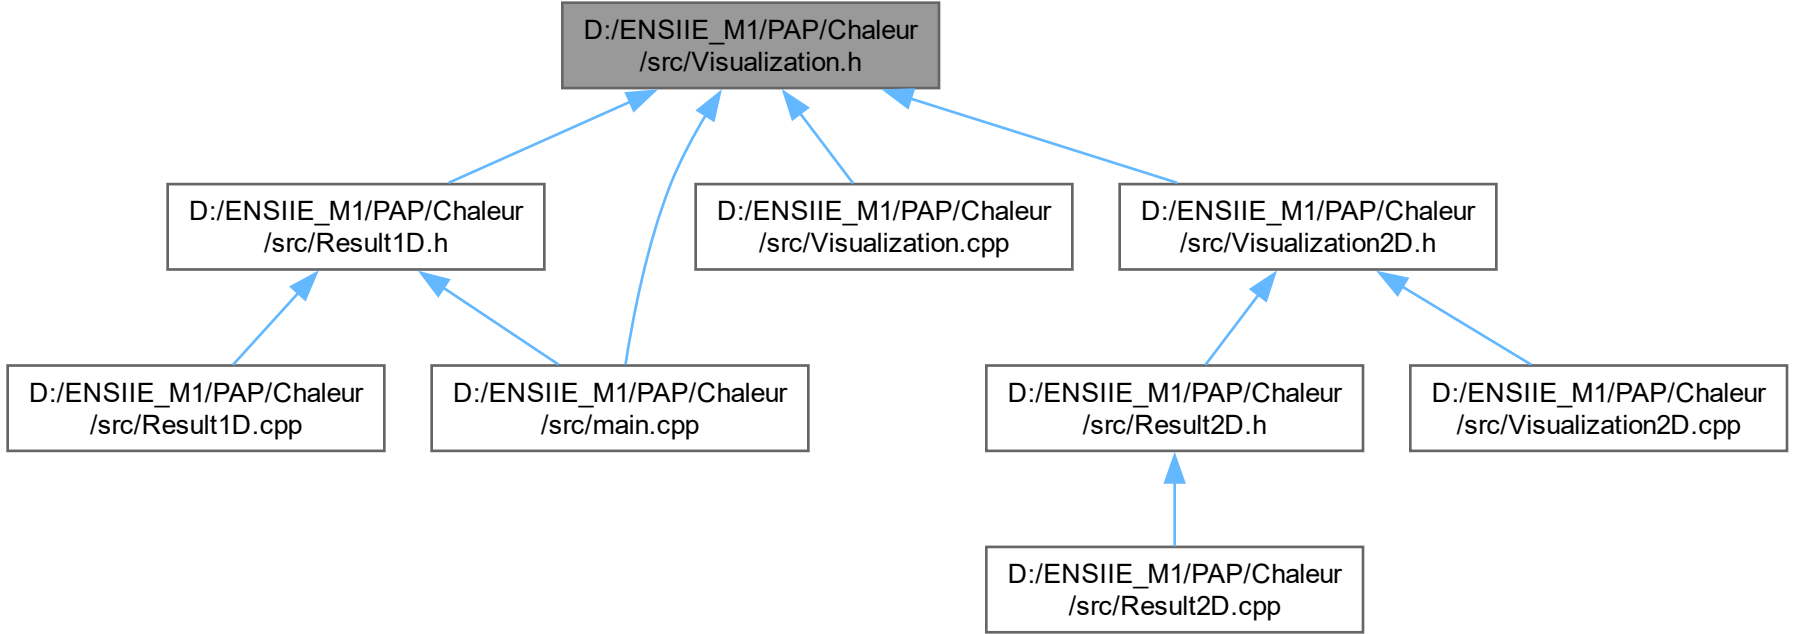 D:/ENSIIE_M1/PAP/Chaleur
/src/Visualization.h
D:/ENSIIE_M1/PAP/Chaleur
/src/Result1D.h
D:/ENSIIE_M1/PAP/Chaleur
/src/Visualization.cpp
D:/ENSIIE_M1/PAP/Chaleur
/src/Visualization2D.h
D:/ENSIIE_M1/PAP/Chaleur
/src/Result1D.cpp
D:/ENSIIE_M1/PAP/Chaleur
/src/main.cpp
D:/ENSIIE_M1/PAP/Chaleur
/src/Result2D.h
D:/ENSIIE_M1/PAP/Chaleur
/src/Visualization2D.cpp
D:/ENSIIE_M1/PAP/Chaleur
/src/Result2D.cpp